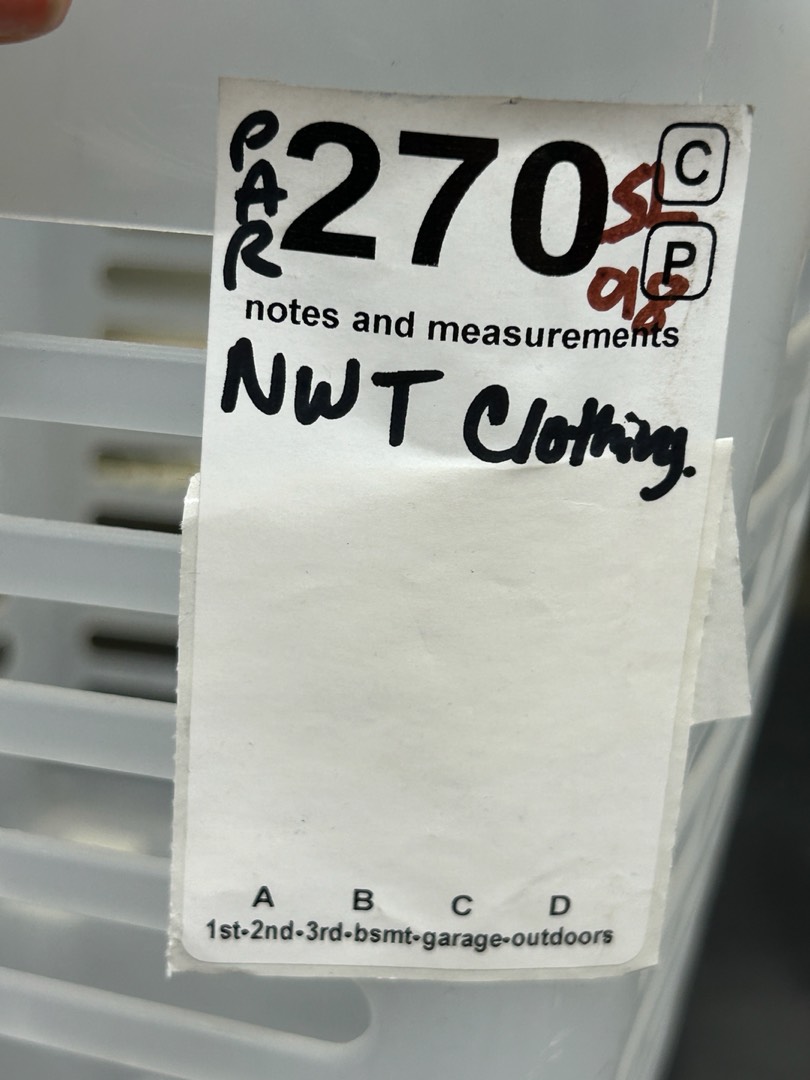 PAR
270
SL
C
98
P
notes and measurements
NWT Clothing.
A B C D
1st-2nd-3rd-bsmt-garage-outdoors